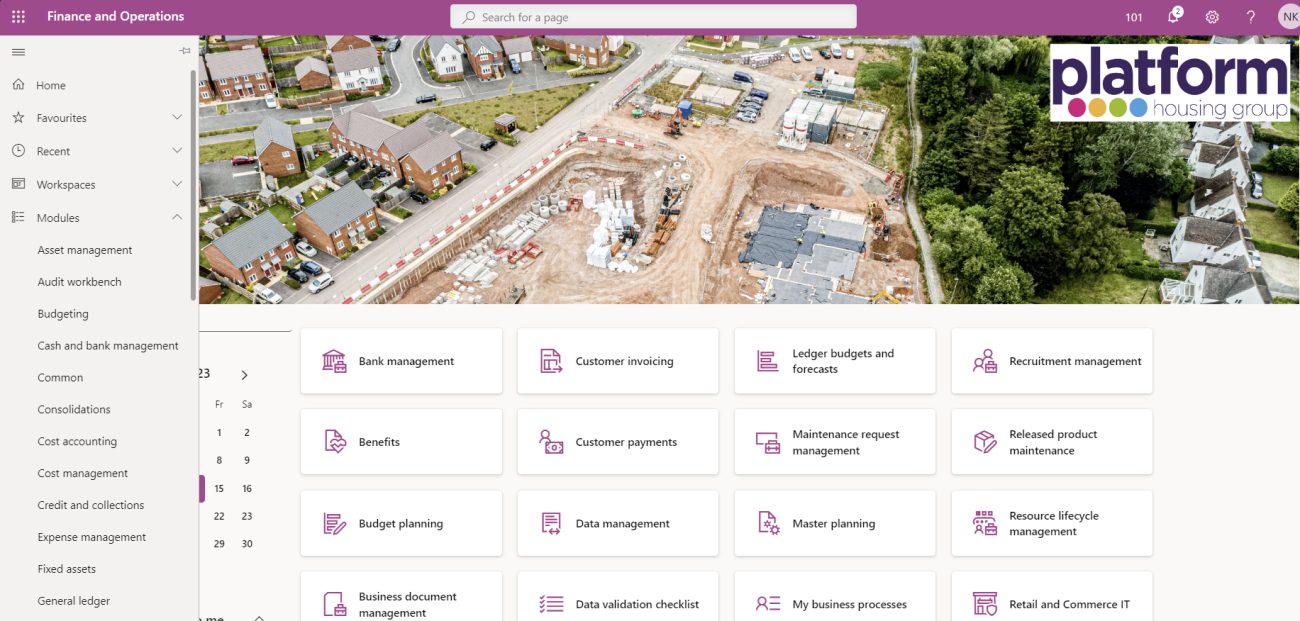 Finance and Operations
Search for a page
101
2
?
NK
platform
housing group
Home
Favourites
Recent
Workspaces
Modules
Asset management
Audit workbench
Budgeting
Cash and bank management
Common
Consolidations
Cost accounting
Cost management
Credit and collections
Expense management
Fixed assets
General ledger
23
Fr Sa
1 2
8 9
15 16
22 23
29 30
Bank management
Customer invoicing
Ledger budgets and
forecasts
Recruitment management
Benefits
Customer payments
Maintenance request
management
Released product
maintenance
Budget planning
Data management
Master planning
Resource lifecycle
management
Business document
management
Data validation checklist
My business processes
Retail and Commerce IT